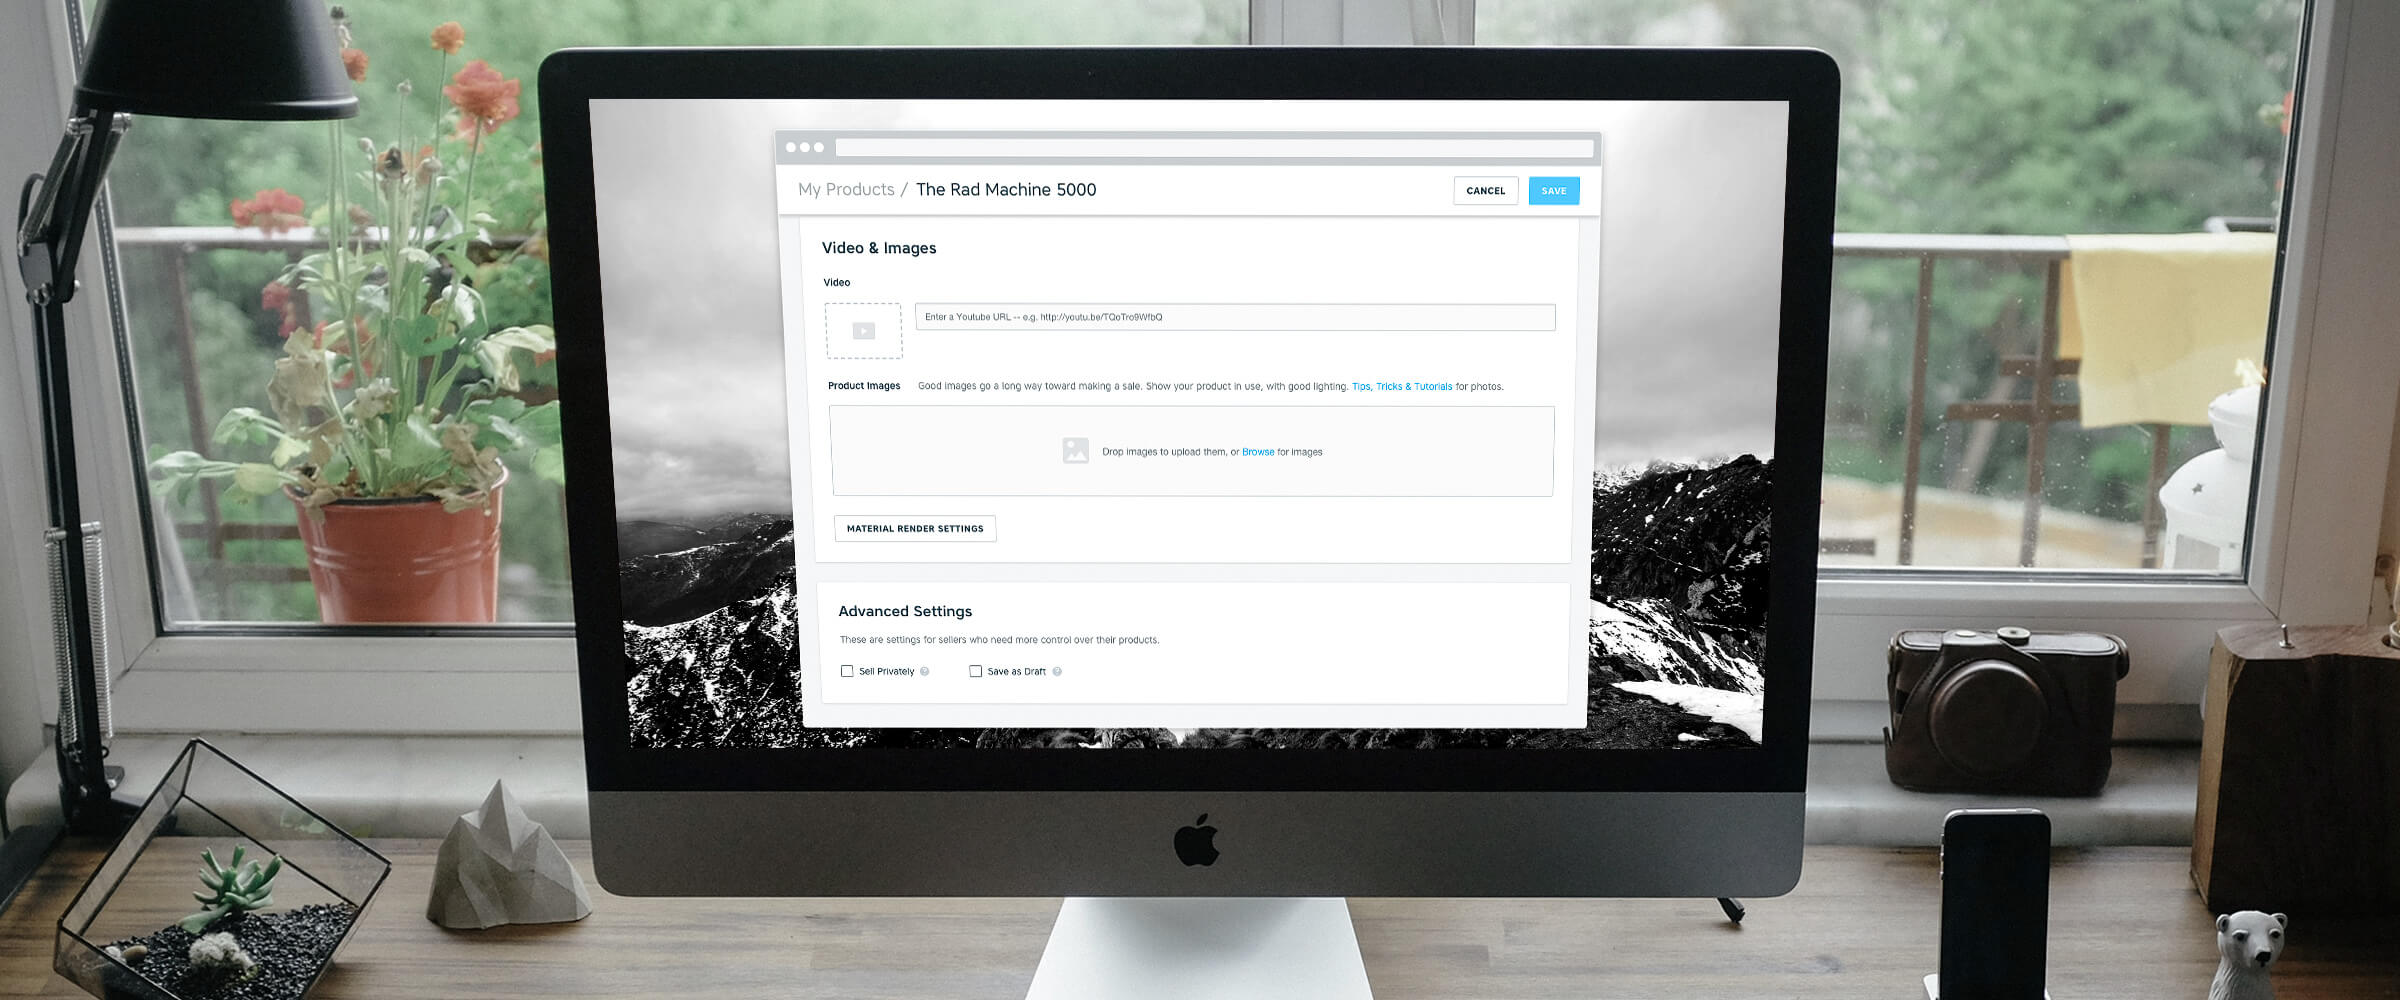 My Products / The Rad Machine 5000
CANCEL
SAVE
Video & Images
Video
Enter a Youtube URL -- e.g. http://youtu.be/TQoTro9WfbQ
Product Images
Good images go a long way toward making a sale. Show your product in use, with good lighting. Tips, Tricks & Tutorials for photos.
Drop images to upload them, or Browse for images
MATERIAL RENDER SETTINGS
Advanced Settings
These are settings for sellers who need more control over their products.
Sell Privately ?
Save as Draft ?